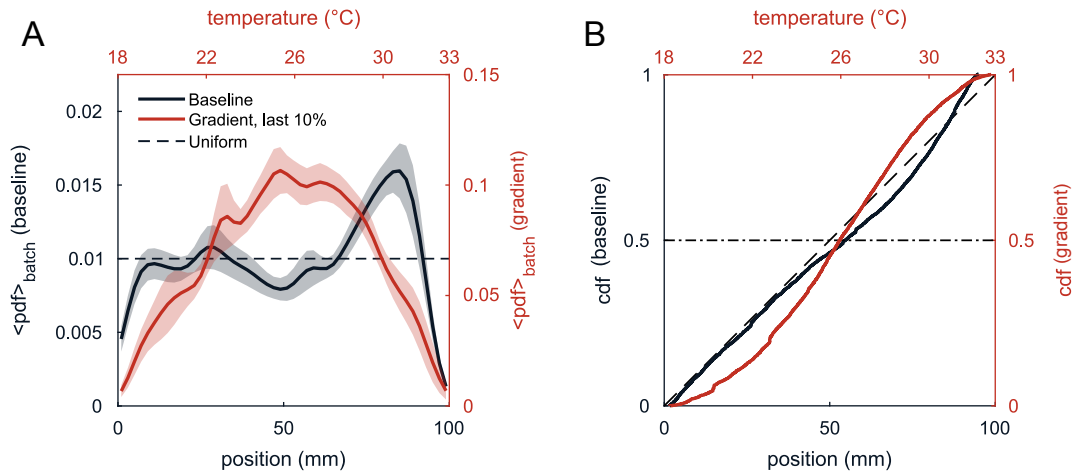 A
temperature (°C)
18 22 26 30 33
0.02
0.015
0.01
0.005
0
<pdf>batch (baseline)
Baseline
Gradient, last 10%
Uniform
0.15
0.1
0.05
0
<pdf>batch (gradient)
0 50 100
position (mm)
B
temperature (°C)
18 22 26 30 33
1
0.5
0
cdf (baseline)
1
0.5
0
cdf (gradient)
0 50 100
position (mm)